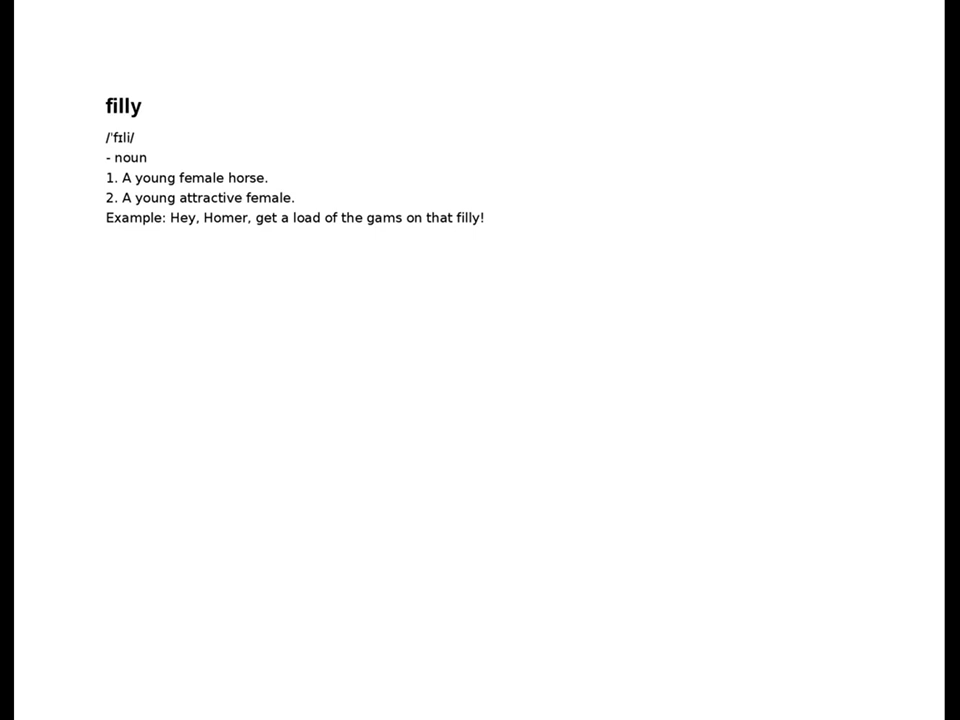 filly
/ˈfɪli/
- noun
1. A young female horse.
2. A young attractive female.
Example: Hey, Homer, get a load of the gams on that filly!